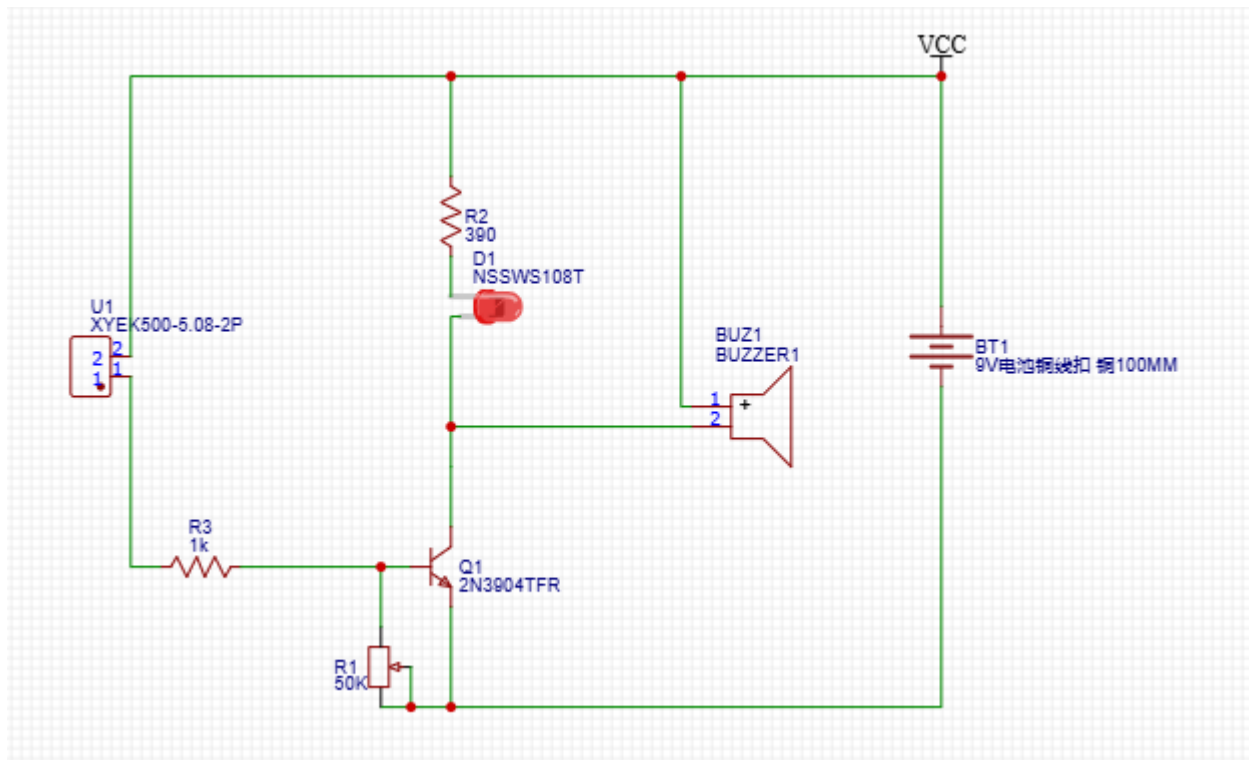 VCC
R2
390
D1
NSSWS108T
U1
XYEK500-5.08-2P
2
2
1
1
BUZ1
BUZZER1
1
2
+
BT1
9V电池铜线扣 铜100MM
R3
1k
Q1
2N3904TFR
R1
50K